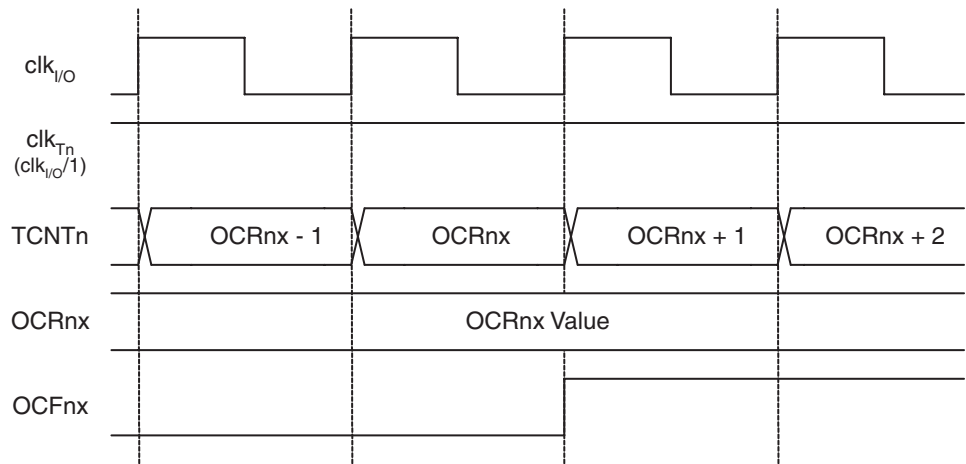 clkI/O
clkTn
(clkI/O/1)
TCNTn OCRnx - 1 OCRnx OCRnx + 1 OCRnx + 2
OCRnx OCRnx Value
OCFnx